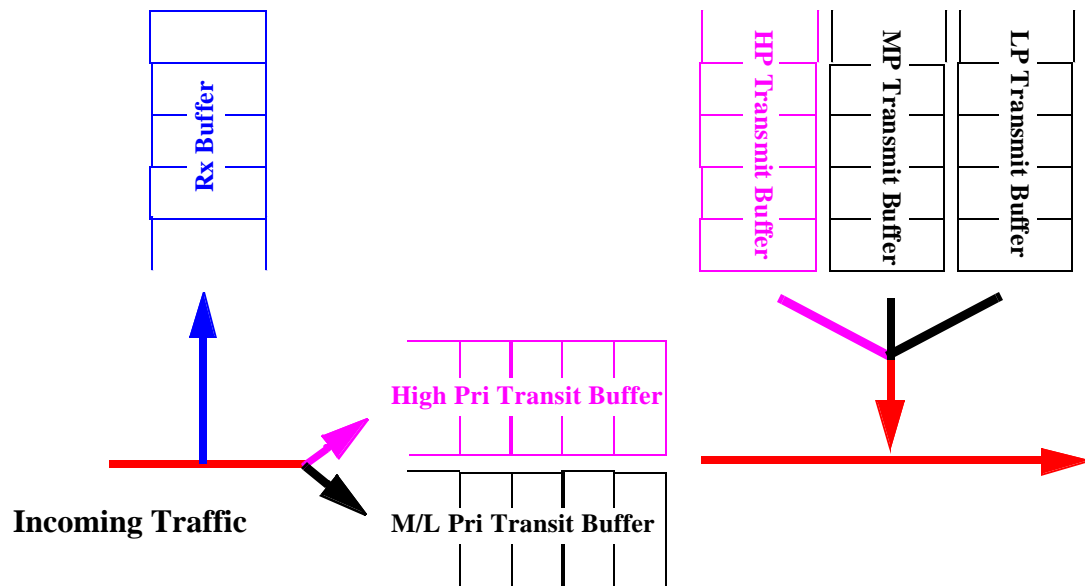 Rx Buffer
HP Transmit Buffer
MP Transmit Buffer
LP Transmit Buffer
High Pri Transit Buffer
M/L Pri Transit Buffer
Incoming Traffic